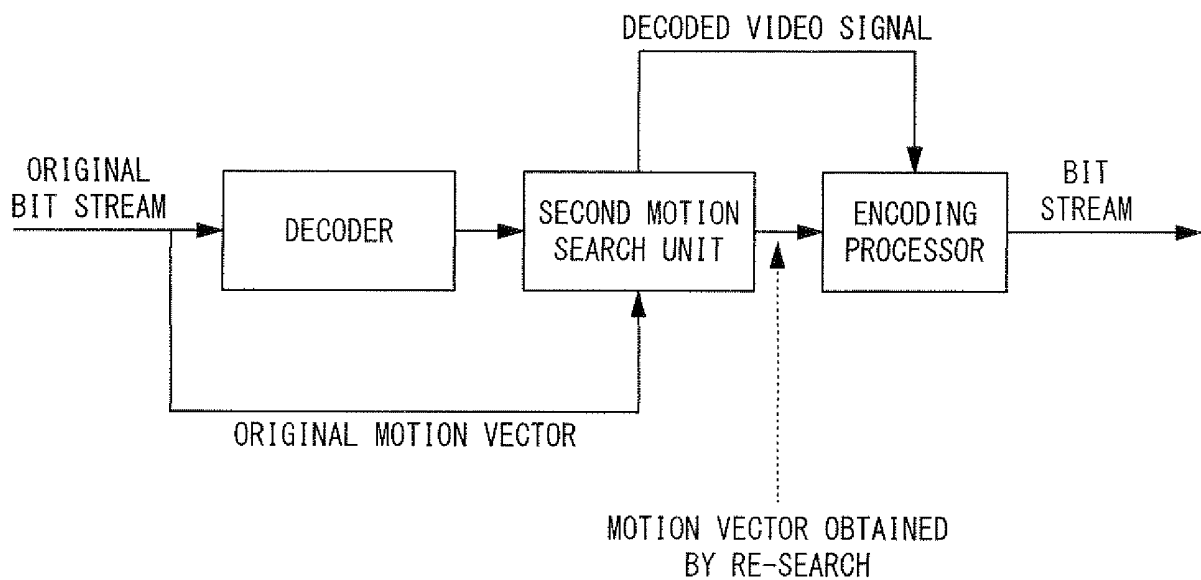 DECODED VIDEO SIGNAL
ORIGINAL
BIT STREAM
DECODER
SECOND MOTION
SEARCH UNIT
ENCODING
PROCESSOR
BIT
STREAM
ORIGINAL MOTION VECTOR
MOTION VECTOR OBTAINED
BY RE-SEARCH